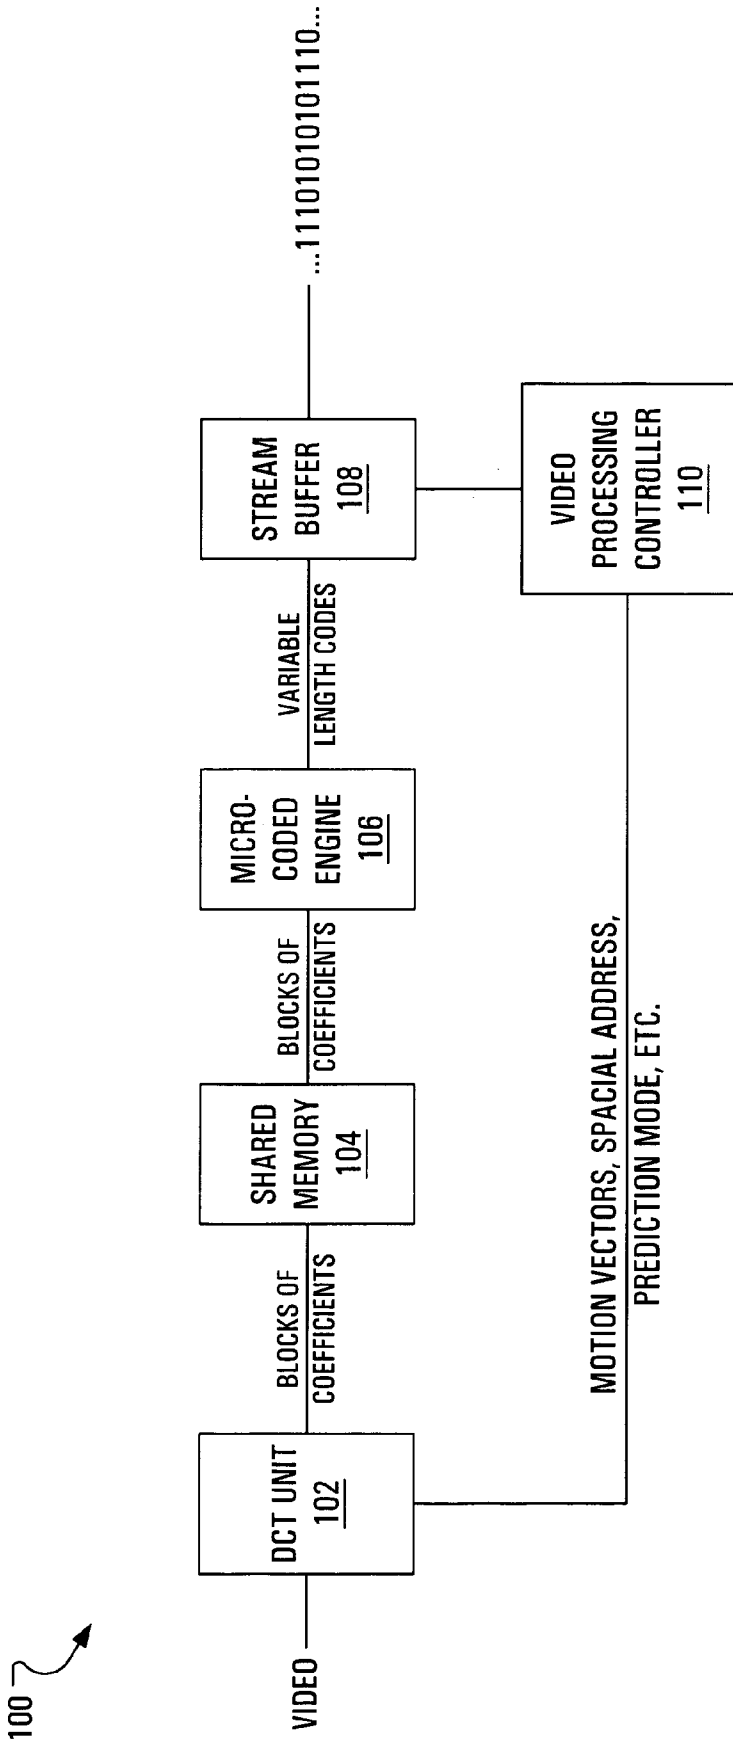 100
VIDEO
DCT UNIT
102
BLOCKS OF
COEFFICIENTS
SHARED
MEMORY
104
BLOCKS OF
COEFFICIENTS
MICRO-
CODED
ENGINE
106
VARIABLE
LENGTH CODES
STREAM
BUFFER
108
...1110101010101110...
MOTION VECTORS, SPACIAL ADDRESS,
PREDICTION MODE, ETC.
VIDEO
PROCESSING
CONTROLLER
110